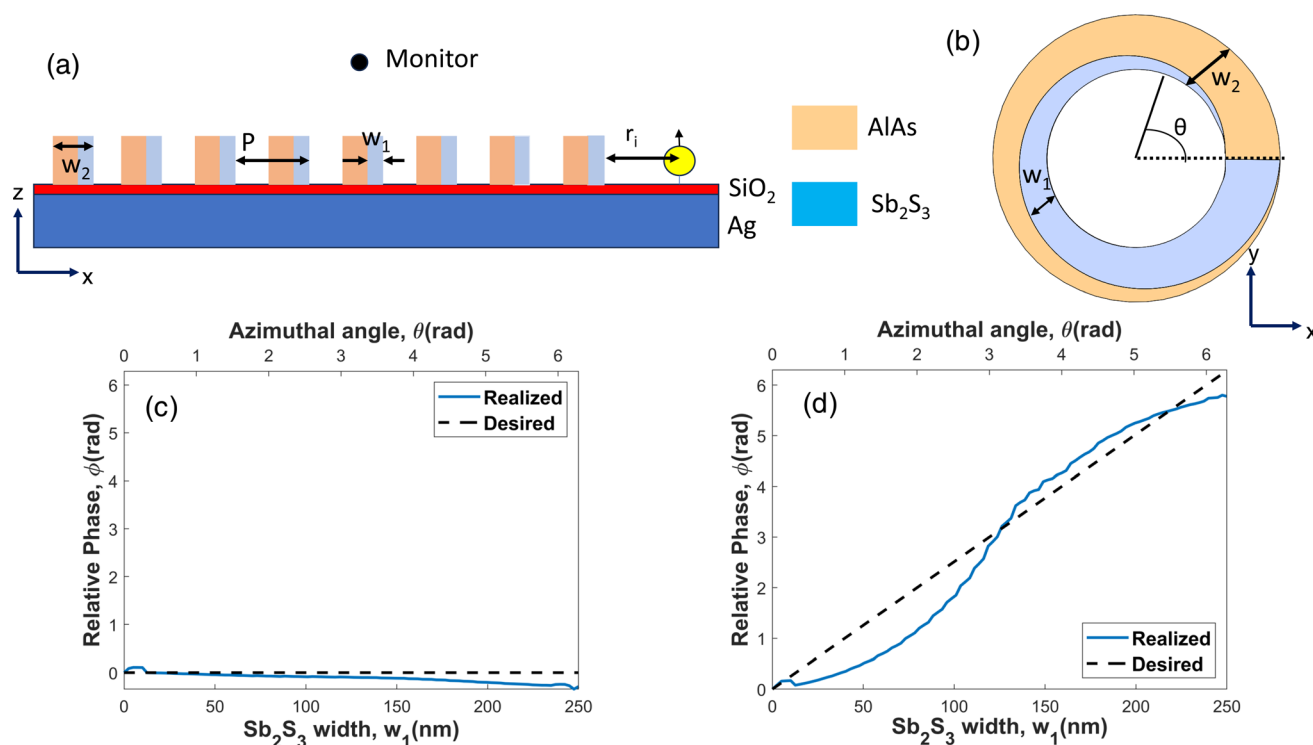 (a)
Monitor
P
w₁
w₂
rᵢ
SiO₂
Ag
z
x
AlAs
Sb₂S₃
(b)
w₂
θ
w₁
y
x
Azimuthal angle, θ(rad)
0 1 2 3 4 5 6
(c)
Realized
Desired
Relative Phase, ϕ(rad)
6
5
4
3
2
1
0
0 50 100 150 200 250
Sb₂S₃ width, w₁(nm)
Azimuthal angle, θ(rad)
0 1 2 3 4 5 6
(d)
Realized
Desired
Relative Phase, ϕ(rad)
6
5
4
3
2
1
0
0 50 100 150 200 250
Sb₂S₃ width, w₁(nm)